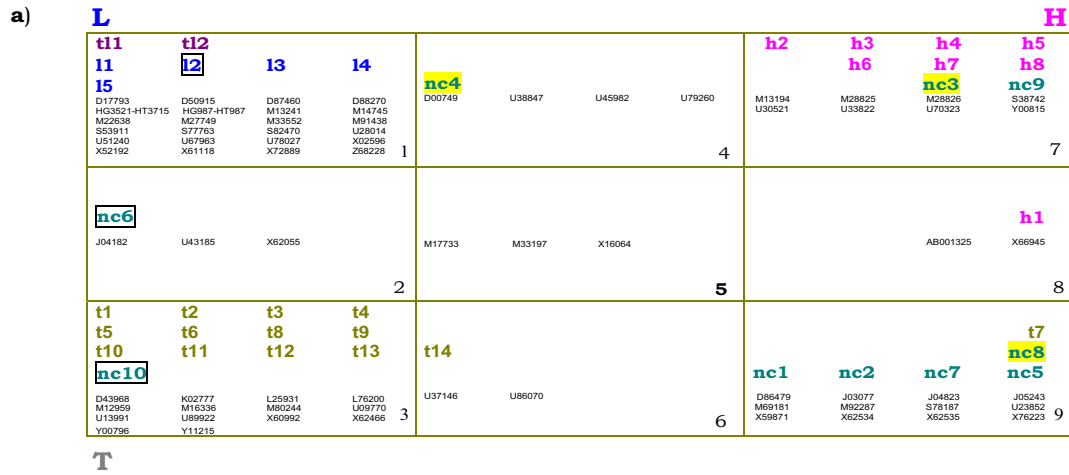 a)
L H
tl1 tl2 h2 h3 h4 h5
l1 l2 l3 l4 h6 h7 h8
l5 nc4 nc3 nc9
D17793 D50915 D87460 D88270 D00749 U38847 U45982 U79260 M13194 M28825 M28826 S38742
HG3521-HT3715 HG987-HT987 M13241 M14745 U30521 U33822 U70323 Y00815
M22638 M27749 M33552 M91438
S53911 S77763 S82470 U28014
U51240 U67963 U78027 X02596
X52192 X61118 X72889 Z68228 1 4 7
nc6 h1
J04182 U43185 X62055 M17733 M33197 X16064 AB001325 X66945
2 5 8
t1 t2 t3 t4
t5 t6 t8 t9 t7
t10 t11 t12 t13 t14 nc8
nc10 nc1 nc2 nc7 nc5
D43968 K02777 L25931 L76200 U37146 U86070 D86479 J03077 J04823 J05243
M12959 M16336 M80244 U09770 M69181 M92287 S78187 U23852
U13991 U89922 X60992 X62466 3 6 X59871 X62534 X62535 X76223 9
Y00796 Y11215
T